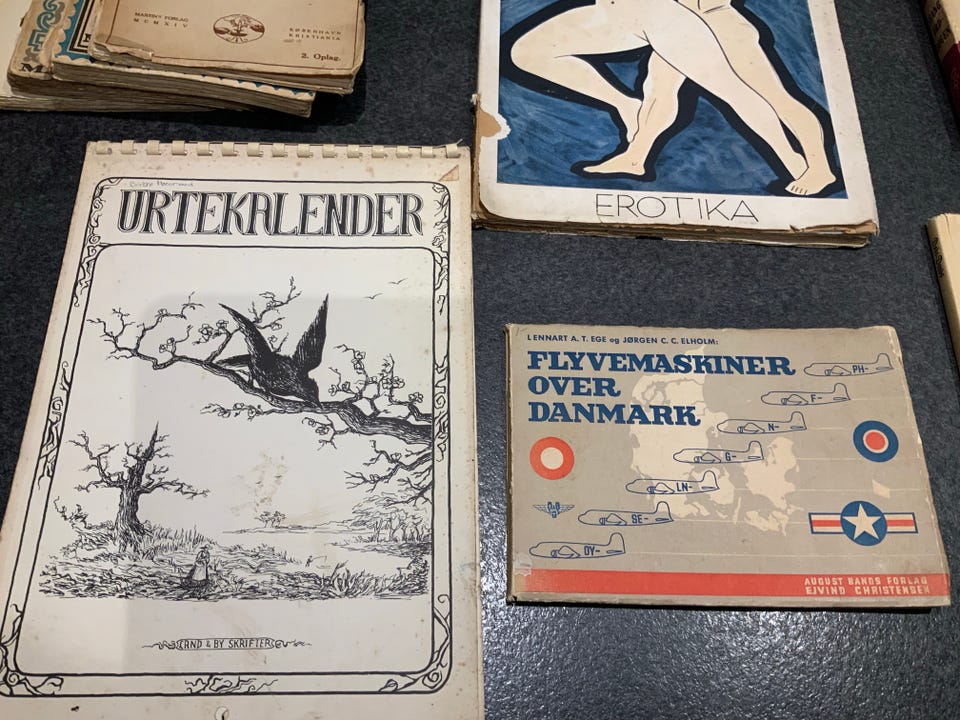 MARTINS FORLAG
MCMXIV
KØBENHAVN
KRISTIANIA
2. Oplag.
EROTIKA
URTEKALENDER
LAND & BY SKRIFTER
LENNART A. T. EGE og JØRGEN C. C. ELHOLM:
FLYVEMASKINER
OVER
DANMARK
PH-
F-
N-
G-
LN-
SE-
OY-
AUGUST BANGS FORLAG
EJVIND CHRISTENSEN